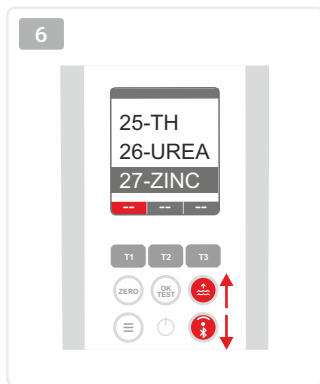 6
25-TH
26-UREA
27-ZINC
-- -- --
T1 T2 T3
ZERO OK
TEST